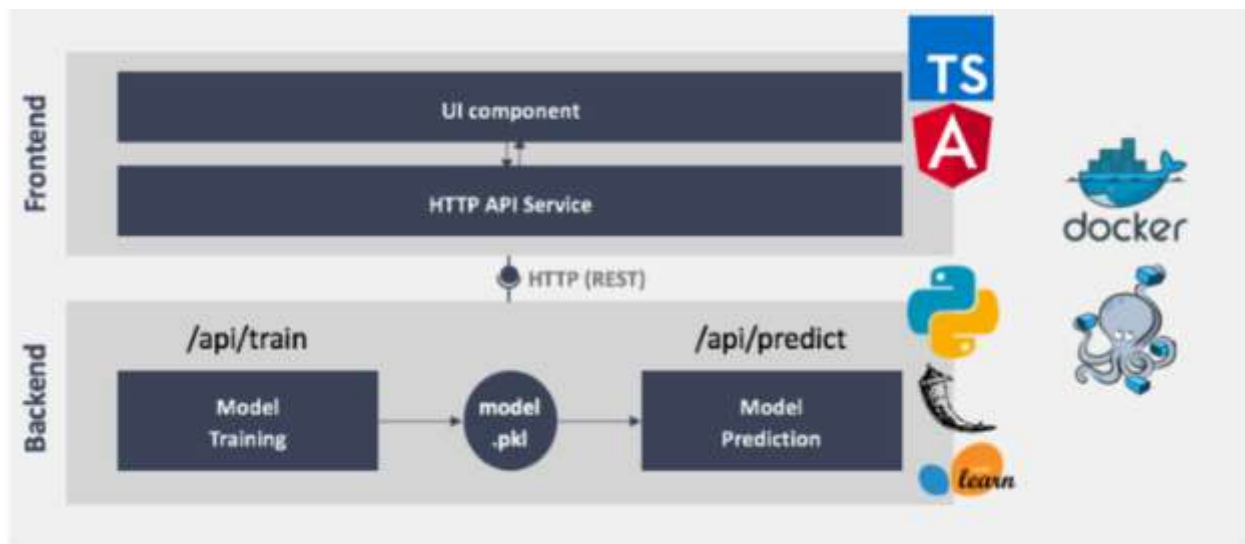 Frontend
UI component
HTTP API Service
HTTP (REST)
Backend
/api/train
/api/predict
Model
Training
model
.pkl
Model
Prediction
TS
A
docker
learn